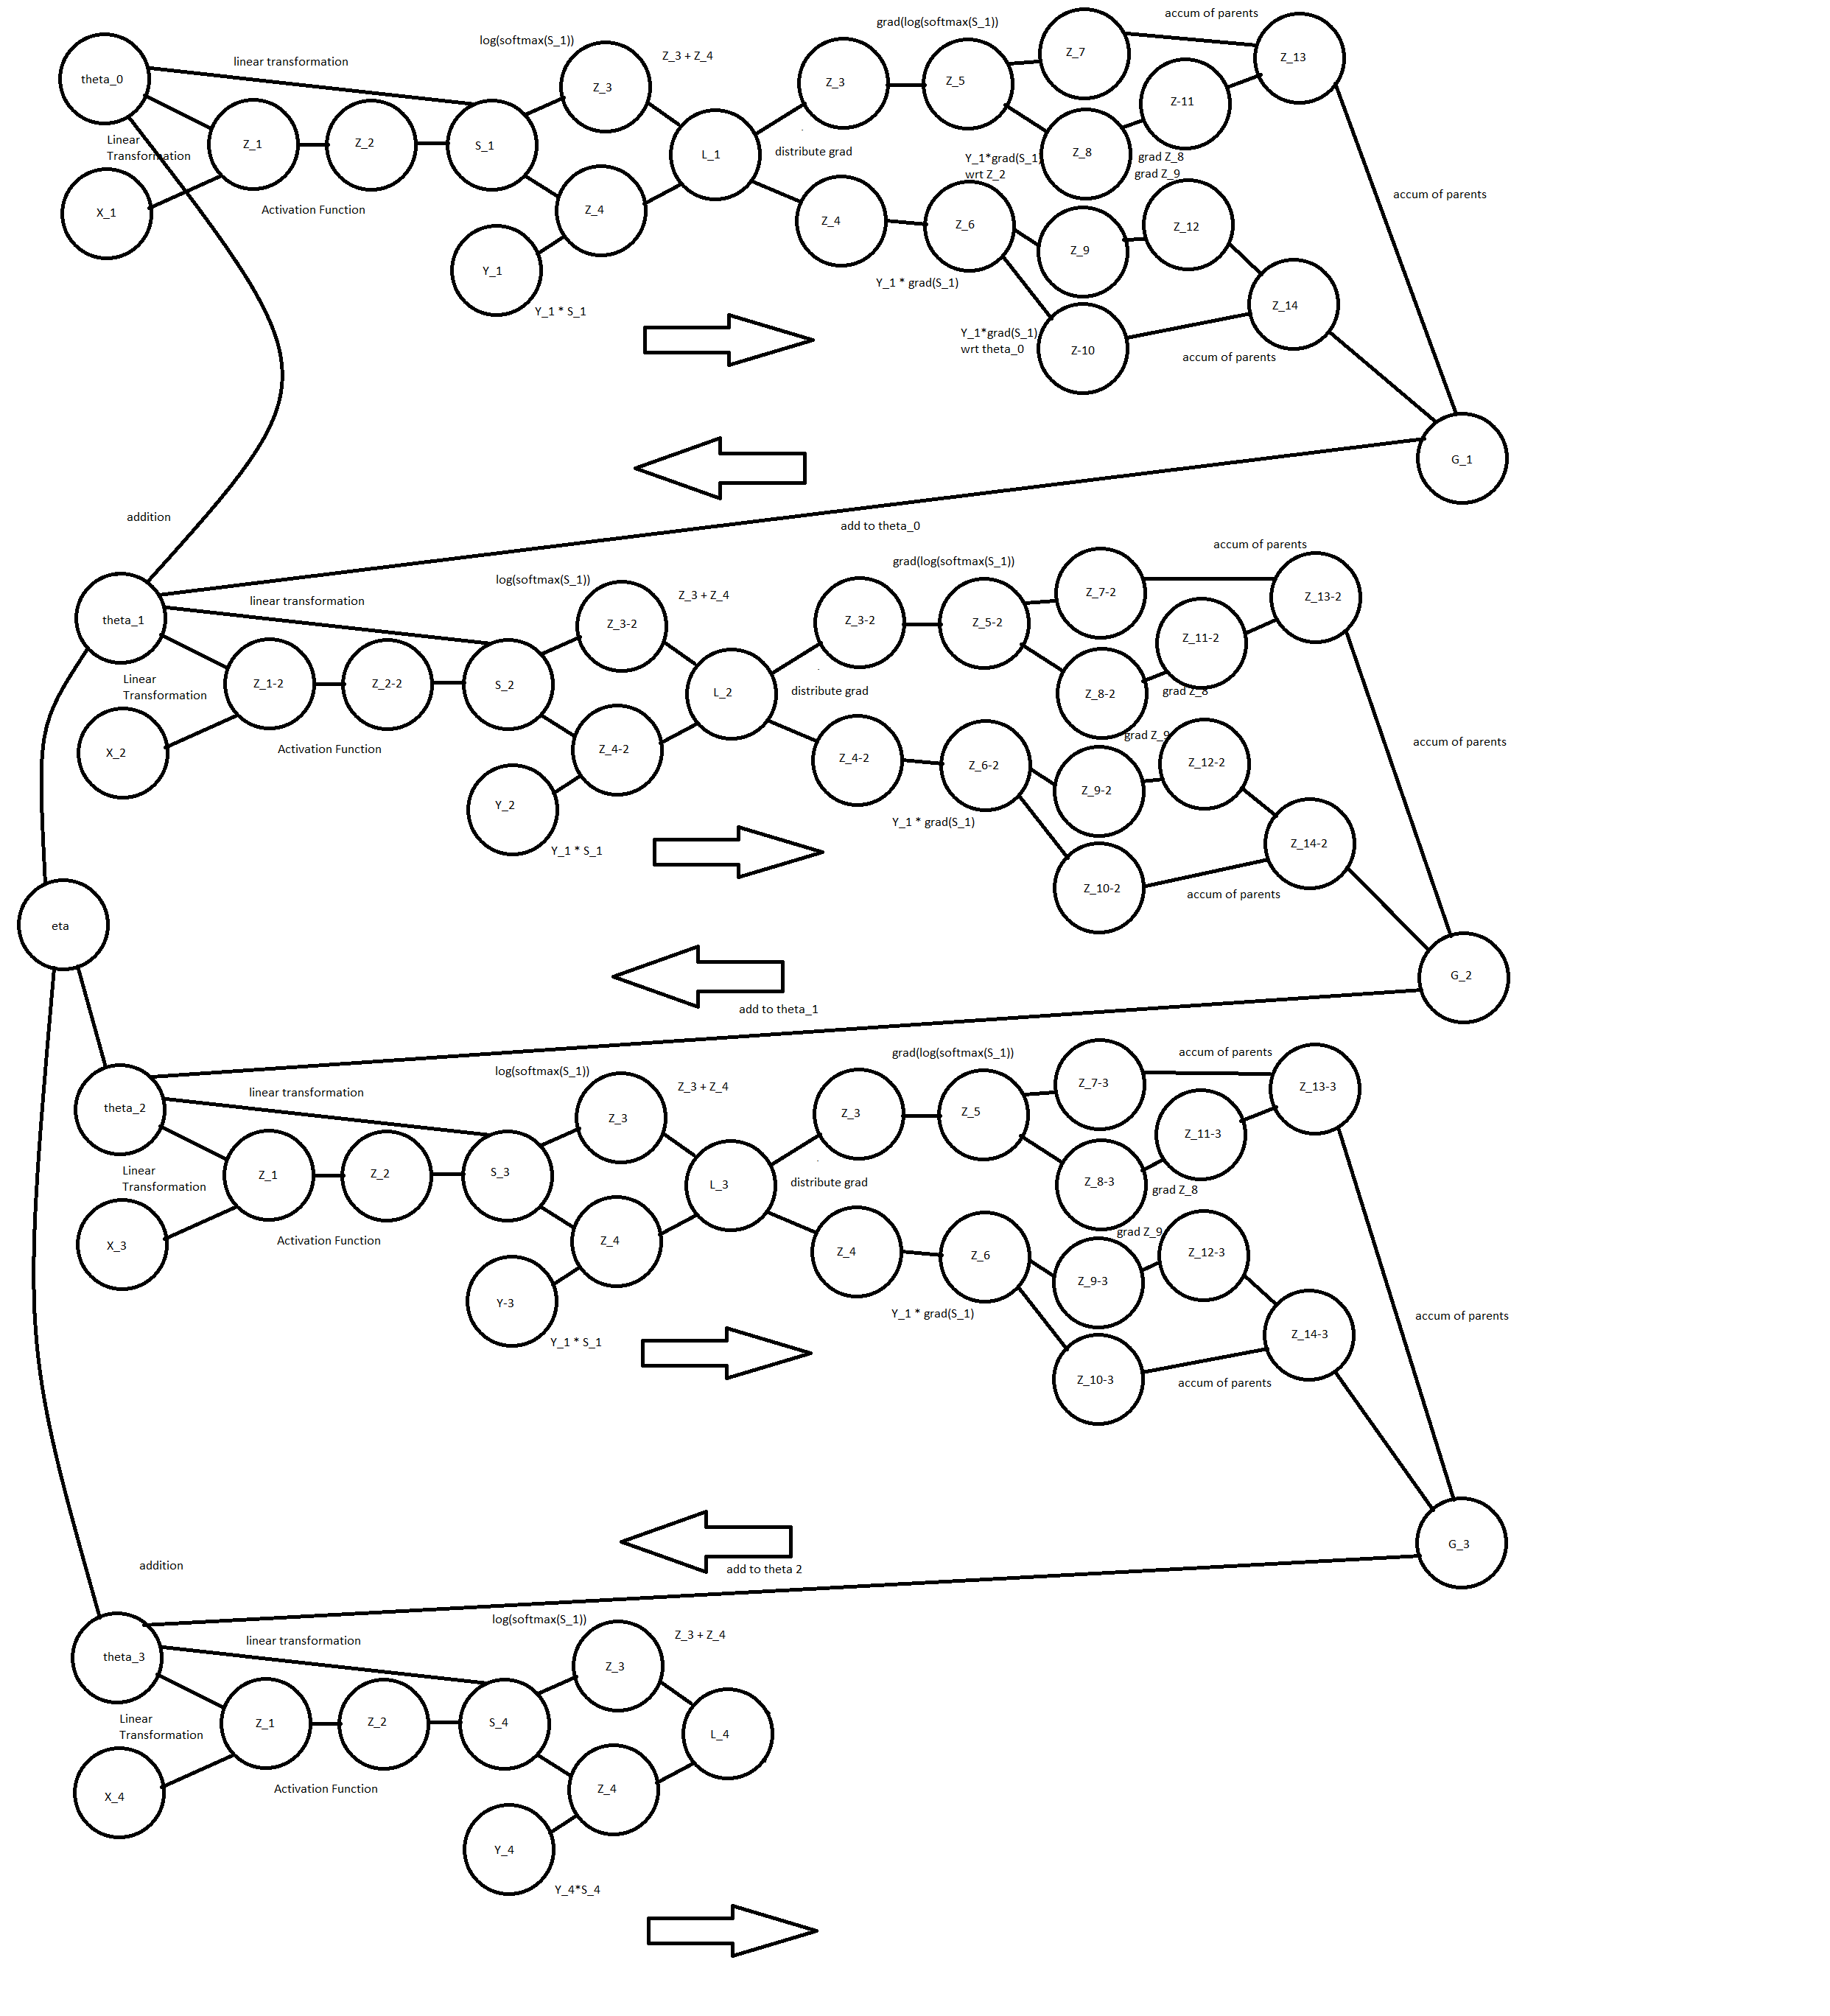 grad(log(softmax(S_1))
accum of parents
log(softmax(S_1))
Z_3 + Z_4
Z_7
Z_13
linear transformation
theta_0
Z_3
Z_3
Z_5
Z-11
Linear
Transformation
Z_1
Z_2
S_1
L_1
distribute grad
Z_8
Y_1*grad(S_1)
wrt Z_2
grad Z_8
grad Z_9
accum of parents
X_1
Activation Function
Z_4
Z_4
Z_6
Z_12
Z_9
Y_1
Y_1 * grad(S_1)
Y_1 * S_1
Z_14
Y_1*grad(S_1)
wrt theta_0
Z-10
accum of parents
G_1
addition
add to theta_0
accum of parents
grad(log(softmax(S_1))
log(softmax(S_1))
Z_3 + Z_4
Z_7-2
Z_13-2
linear transformation
theta_1
Z_3-2
Z_3-2
Z_5-2
Z_11-2
Linear
Transformation
Z_1-2
Z_2-2
S_2
L_2
distribute grad
Z_8-2
grad Z_8
X_2
Activation Function
Z_4-2
Z_4-2
Z_6-2
grad Z_9
Z_12-2
accum of parents
Z_9-2
Y_2
Y_1 * grad(S_1)
Y_1 * S_1
Z_14-2
Z_10-2
accum of parents
eta
G_2
add to theta_1
grad(log(softmax(S_1))
accum of parents
log(softmax(S_1))
Z_3 + Z_4
Z_7-3
Z_13-3
linear transformation
theta_2
Z_3
Z_3
Z_5
Z_11-3
Linear
Transformation
Z_1
Z_2
S_3
L_3
distribute grad
Z_8-3
grad Z_8
X_3
Activation Function
Z_4
Z_4
Z_6
grad Z_9
Z_12-3
Z_9-3
Y-3
Y_1 * grad(S_1)
accum of parents
Y_1 * S_1
Z_14-3
Z_10-3
accum of parents
G_3
addition
add to theta 2
log(softmax(S_1))
Z_3 + Z_4
linear transformation
theta_3
Z_3
Linear
Transformation
Z_1
Z_2
S_4
L_4
X_4
Activation Function
Z_4
Y_4
Y_4*S_4